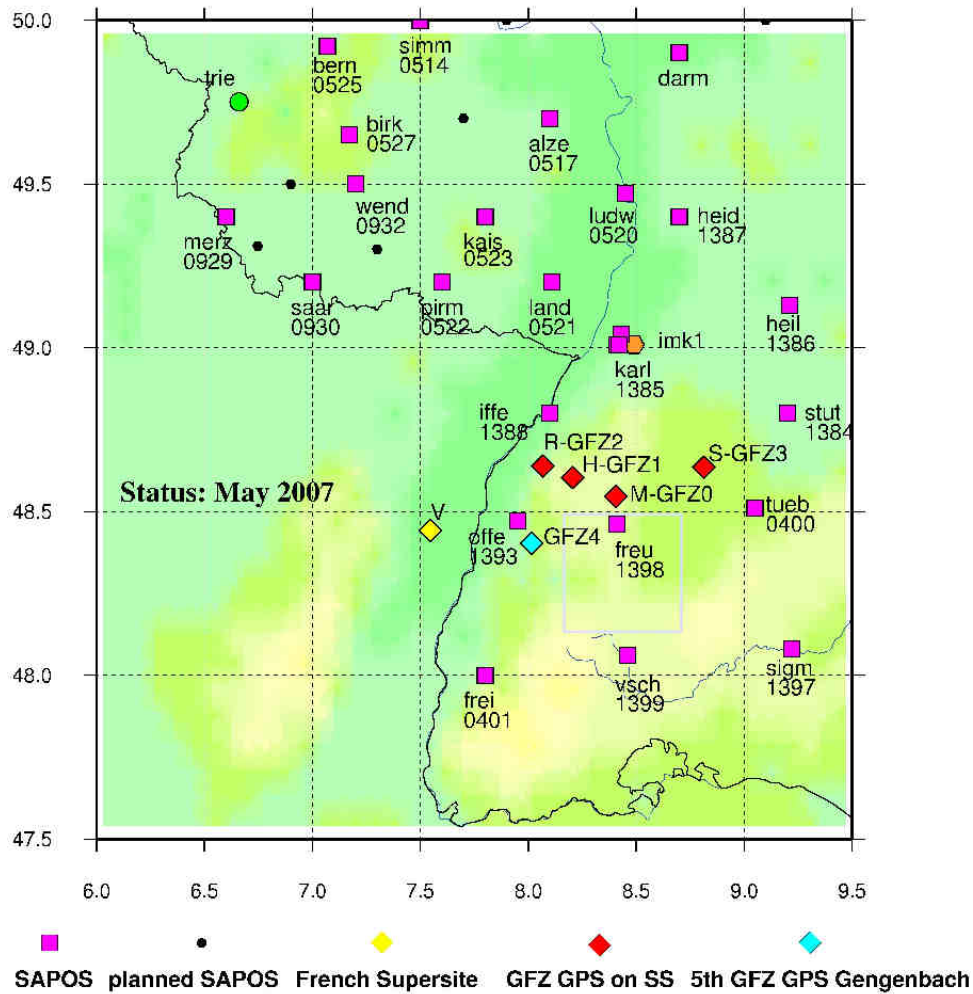 50.0
simm
0514
bern
0525
trie
darm
birk
0527
alze
0517
49.5
wend
0932
merz
0929
kais
0523
ludw
0520
heid
1387
saar
0930
pirm
0522
land
0521
heil
1386
49.0
imk1
karl
1385
iffe
1388
stut
1384
R-GFZ2
H-GFZ1
S-GFZ3
M-GFZ0
Status: May 2007
48.5
V
offe
1393
GFZ4
freu
1398
tueb
0400
48.0
frei
0401
vsch
1399
sigm
1397
47.5
6.0 6.5 7.0 7.5 8.0 8.5 9.0 9.5
SAPOS planned SAPOS French Supersite GFZ GPS on SS 5th GFZ GPS Gengenbach